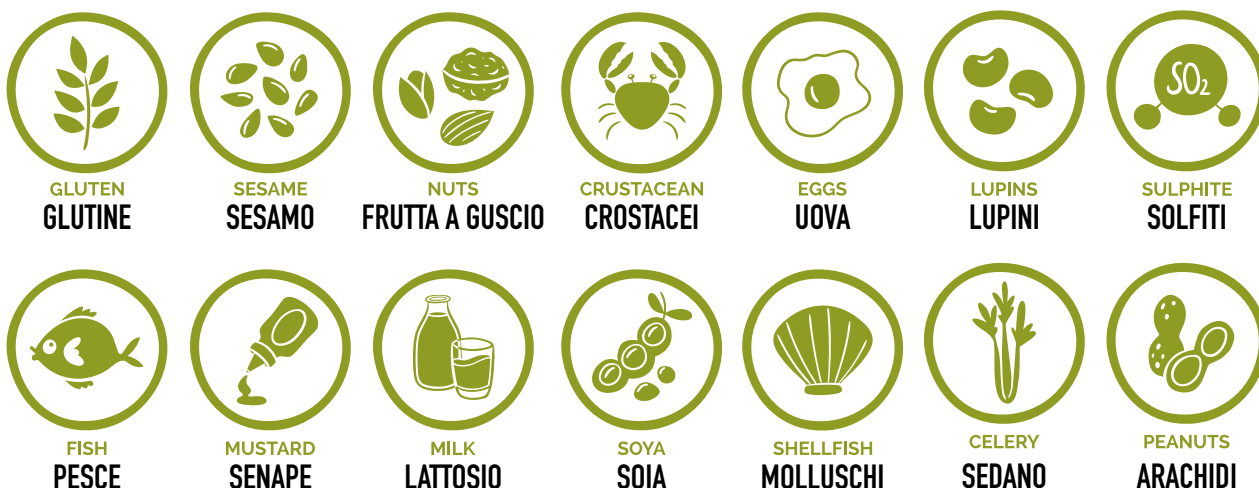 SO₂
GLUTEN
GLUTINE
SESAME
SESAMO
NUTS
FRUTTA A GUSCIO
CRUSTACEAN
CROSTACEI
EGGS
UOVA
LUPINS
LUPINI
SULPHITE
SOLFITI
FISH
PESCE
MUSTARD
SENAPE
MILK
LATTOSIO
SOYA
SOIA
SHELLFISH
MOLLUSCHI
CELERY
SEDANO
PEANUTS
ARACHIDI